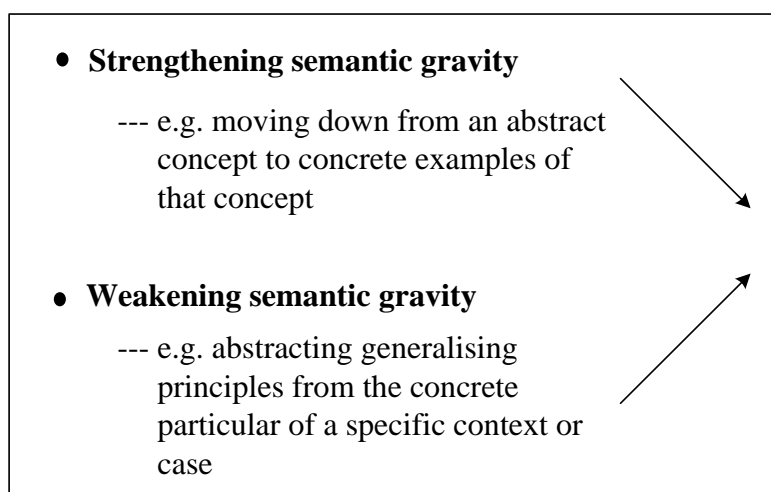 • Strengthening semantic gravity
--- e.g. moving down from an abstract
concept to concrete examples of
that concept
• Weakening semantic gravity
--- e.g. abstracting generalising
principles from the concrete
particular of a specific context or
case